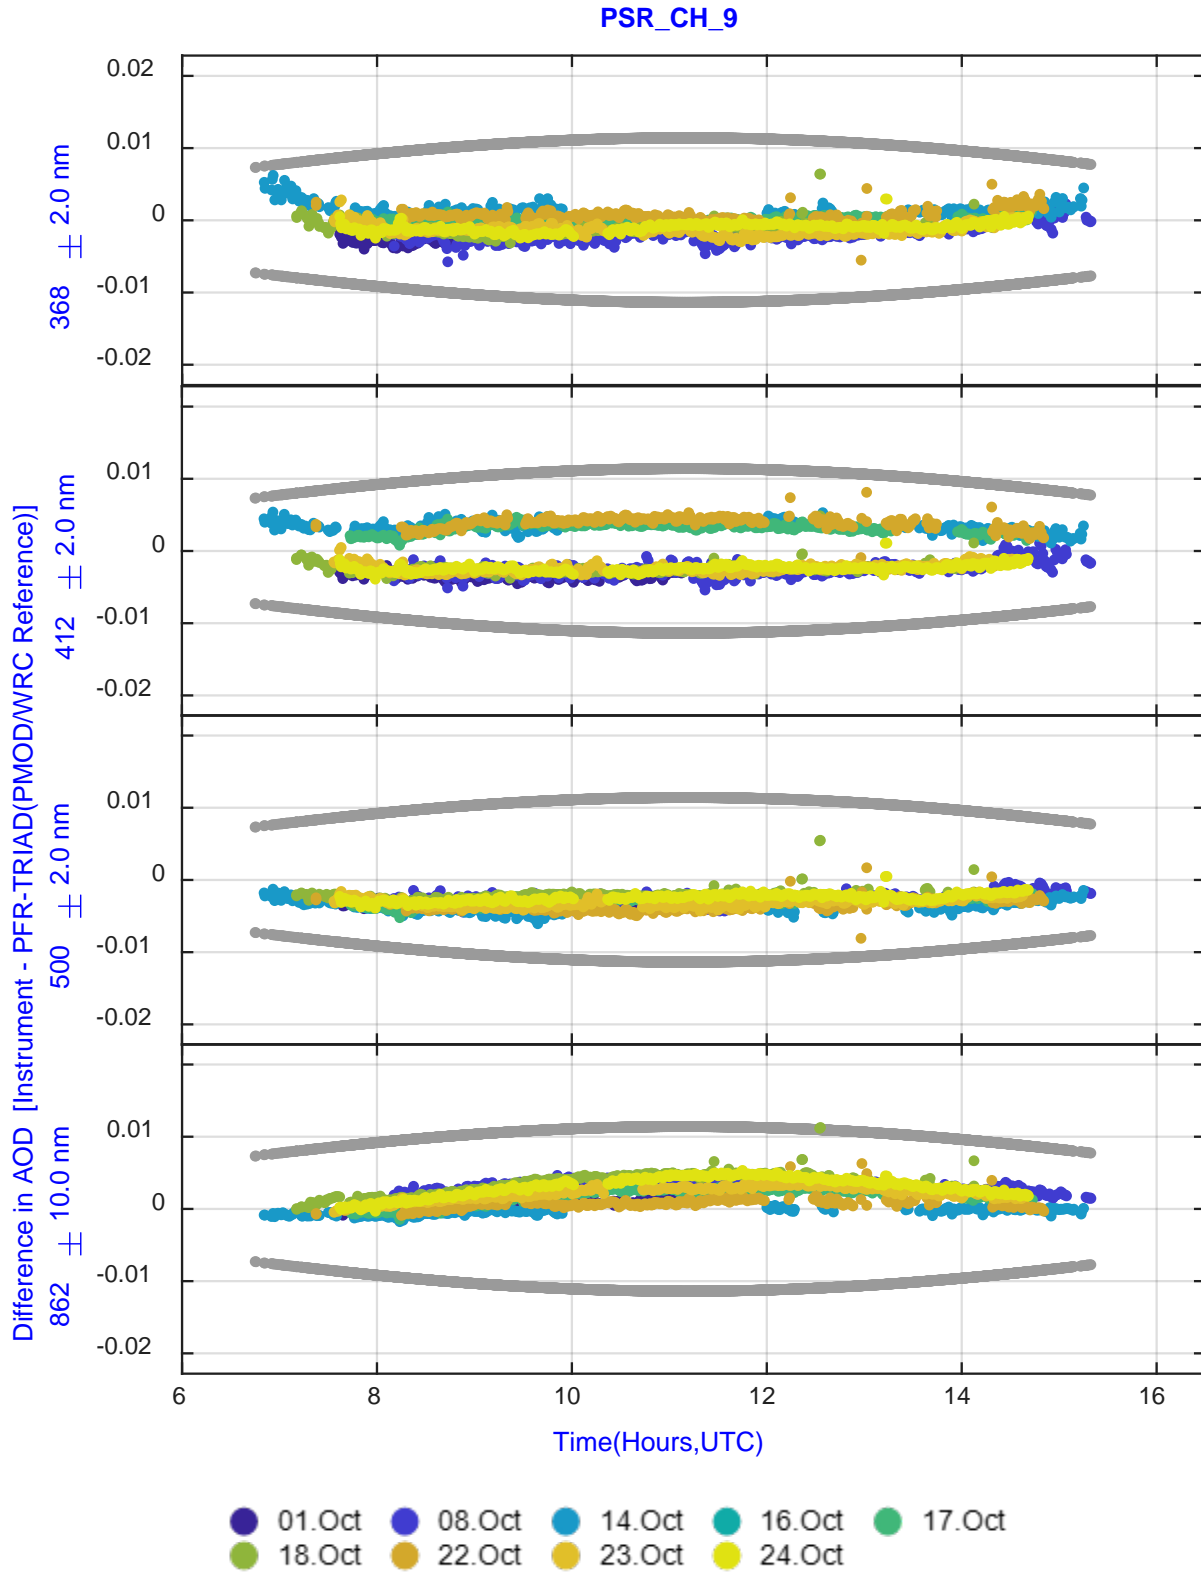 PSR_CH_9
0.02
0.01
0
-0.01
-0.02
368 ± 2.0 nm
0.01
0
-0.01
-0.02
412 ± 2.0 nm
0.01
0
-0.01
-0.02
500 ± 2.0 nm
0.01
0
-0.01
-0.02
862 ± 10.0 nm
Difference in AOD [Instrument - PFR-TRIAD(PMOD/WRC Reference)]
6 8 10 12 14 16
Time(Hours,UTC)
01.Oct 08.Oct 14.Oct 16.Oct 17.Oct
18.Oct 22.Oct 23.Oct 24.Oct